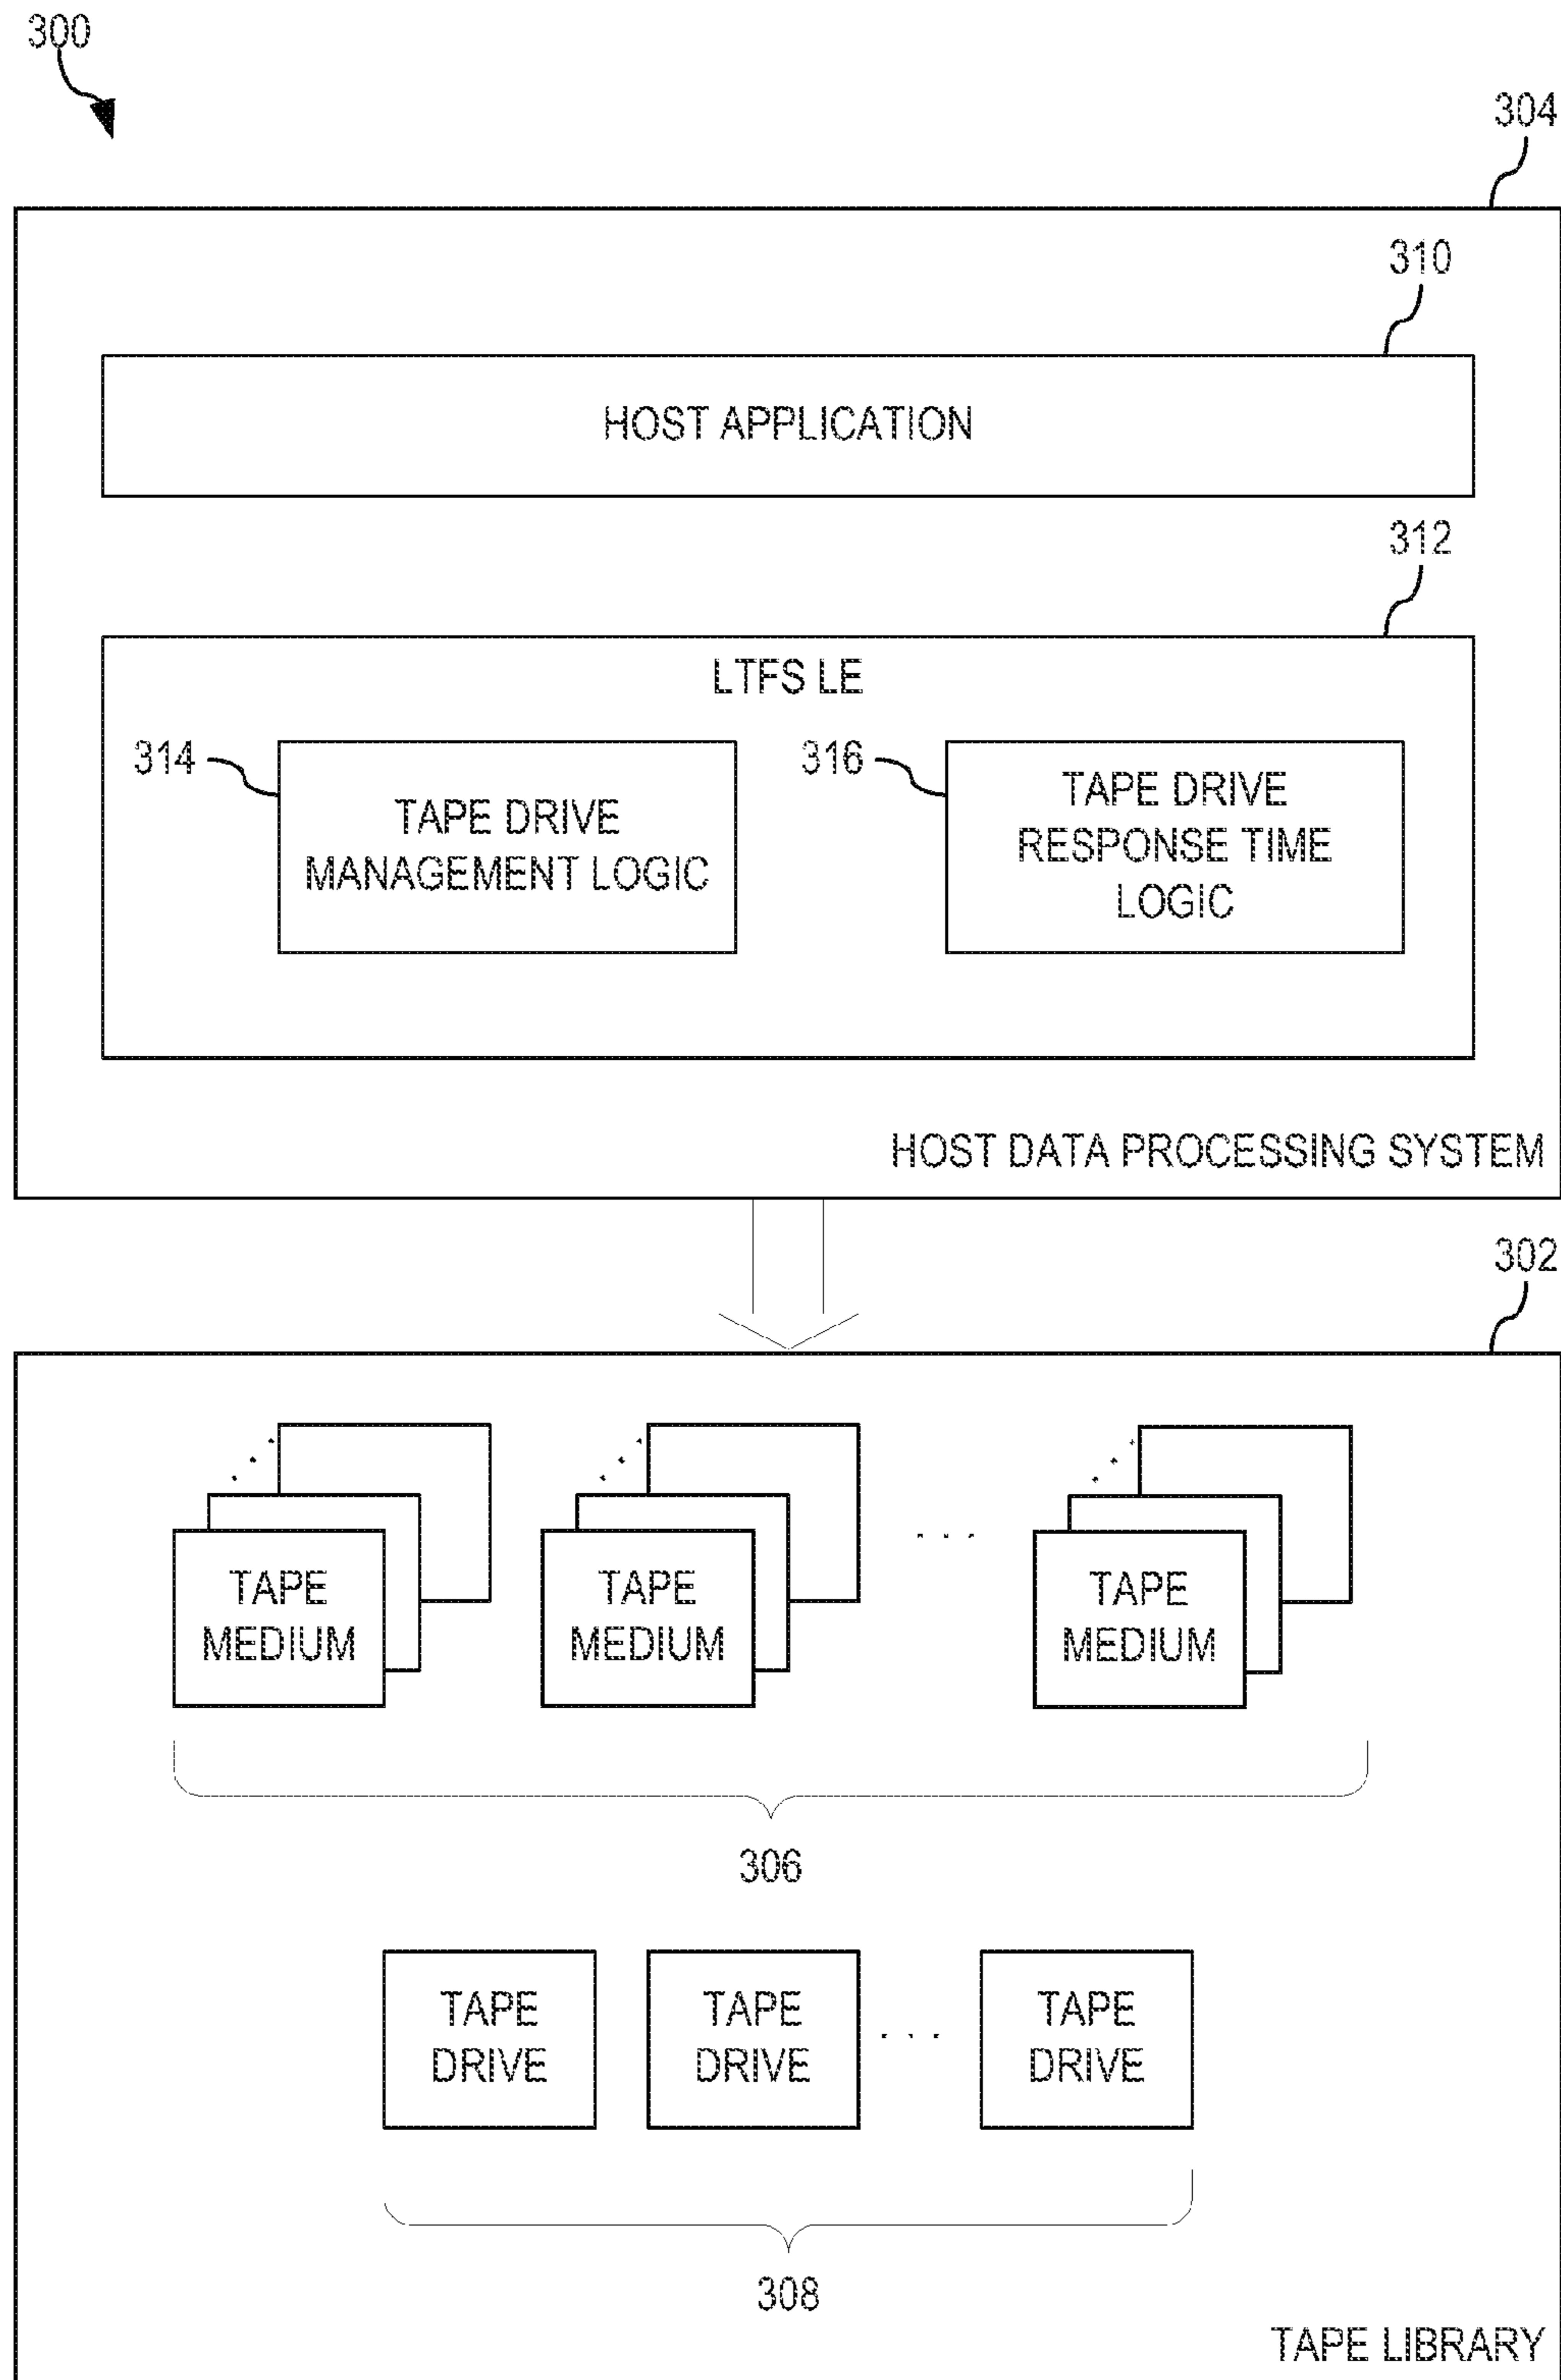 300
304
310
HOST APPLICATION
312
LTFS LE
314
TAPE DRIVE
MANAGEMENT LOGIC
316
TAPE DRIVE
RESPONSE TIME
LOGIC
HOST DATA PROCESSING SYSTEM
302
TAPE
MEDIUM
TAPE
MEDIUM
. . .
TAPE
MEDIUM
306
TAPE
DRIVE
TAPE
DRIVE
. . .
TAPE
DRIVE
308
TAPE LIBRARY